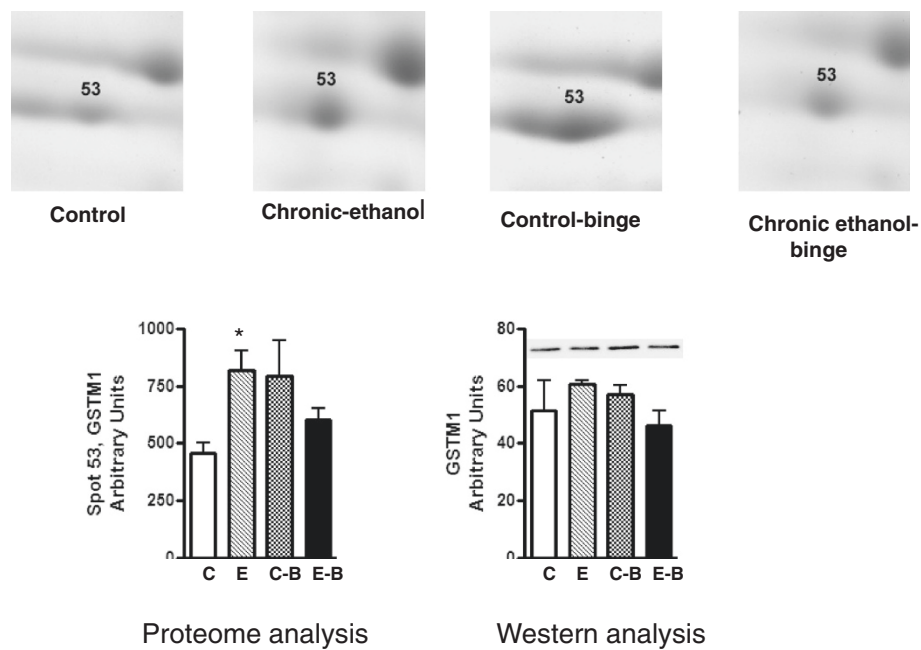 53
53
53
53
Control
Chronic-ethanol
Control-binge
Chronic ethanol-
binge
1000
750
500
250
0
Spot 53, GSTM1
Arbitrary Units
*
C
E
C-B
E-B
80
60
40
20
0
GSTM1
Arbitrary Units
C
E
C-B
E-B
Proteome analysis
Western analysis